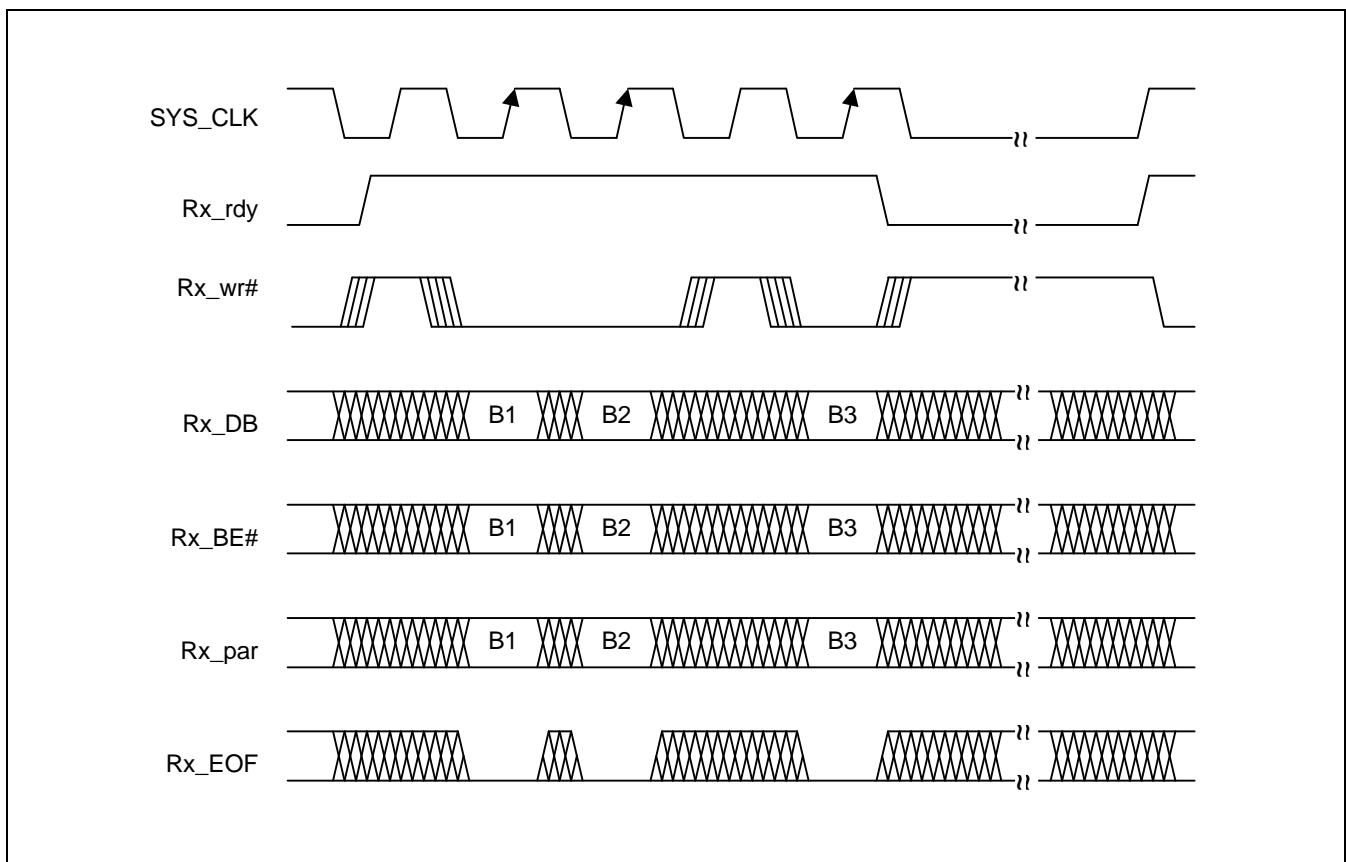 SYS_CLK
Rx_rdy
Rx_wr#
Rx_DB B1 B2 B3
Rx_BE# B1 B2 B3
Rx_par B1 B2 B3
Rx_EOF